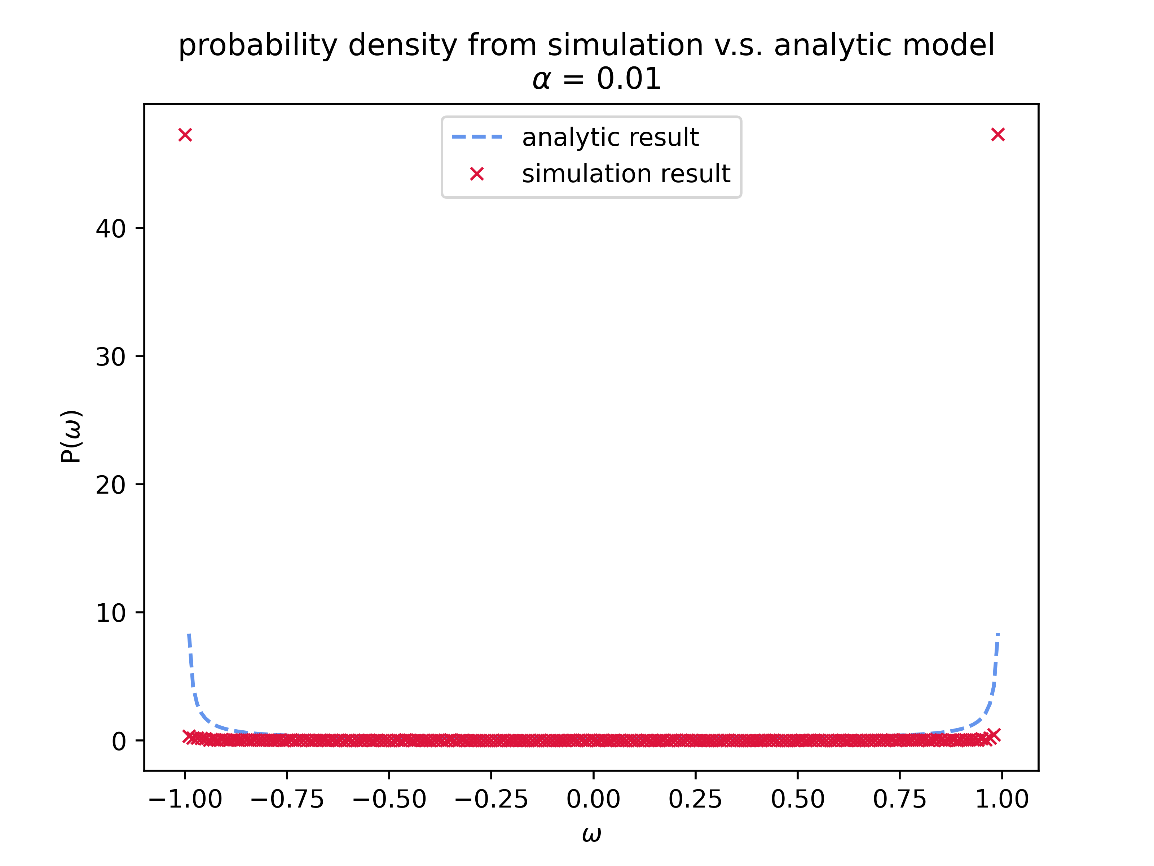 probability density from simulation v.s. analytic model
α = 0.01
analytic result
simulation result
P(ω)
40
30
20
10
0
−1.00 −0.75 −0.50 −0.25 0.00 0.25 0.50 0.75 1.00
ω